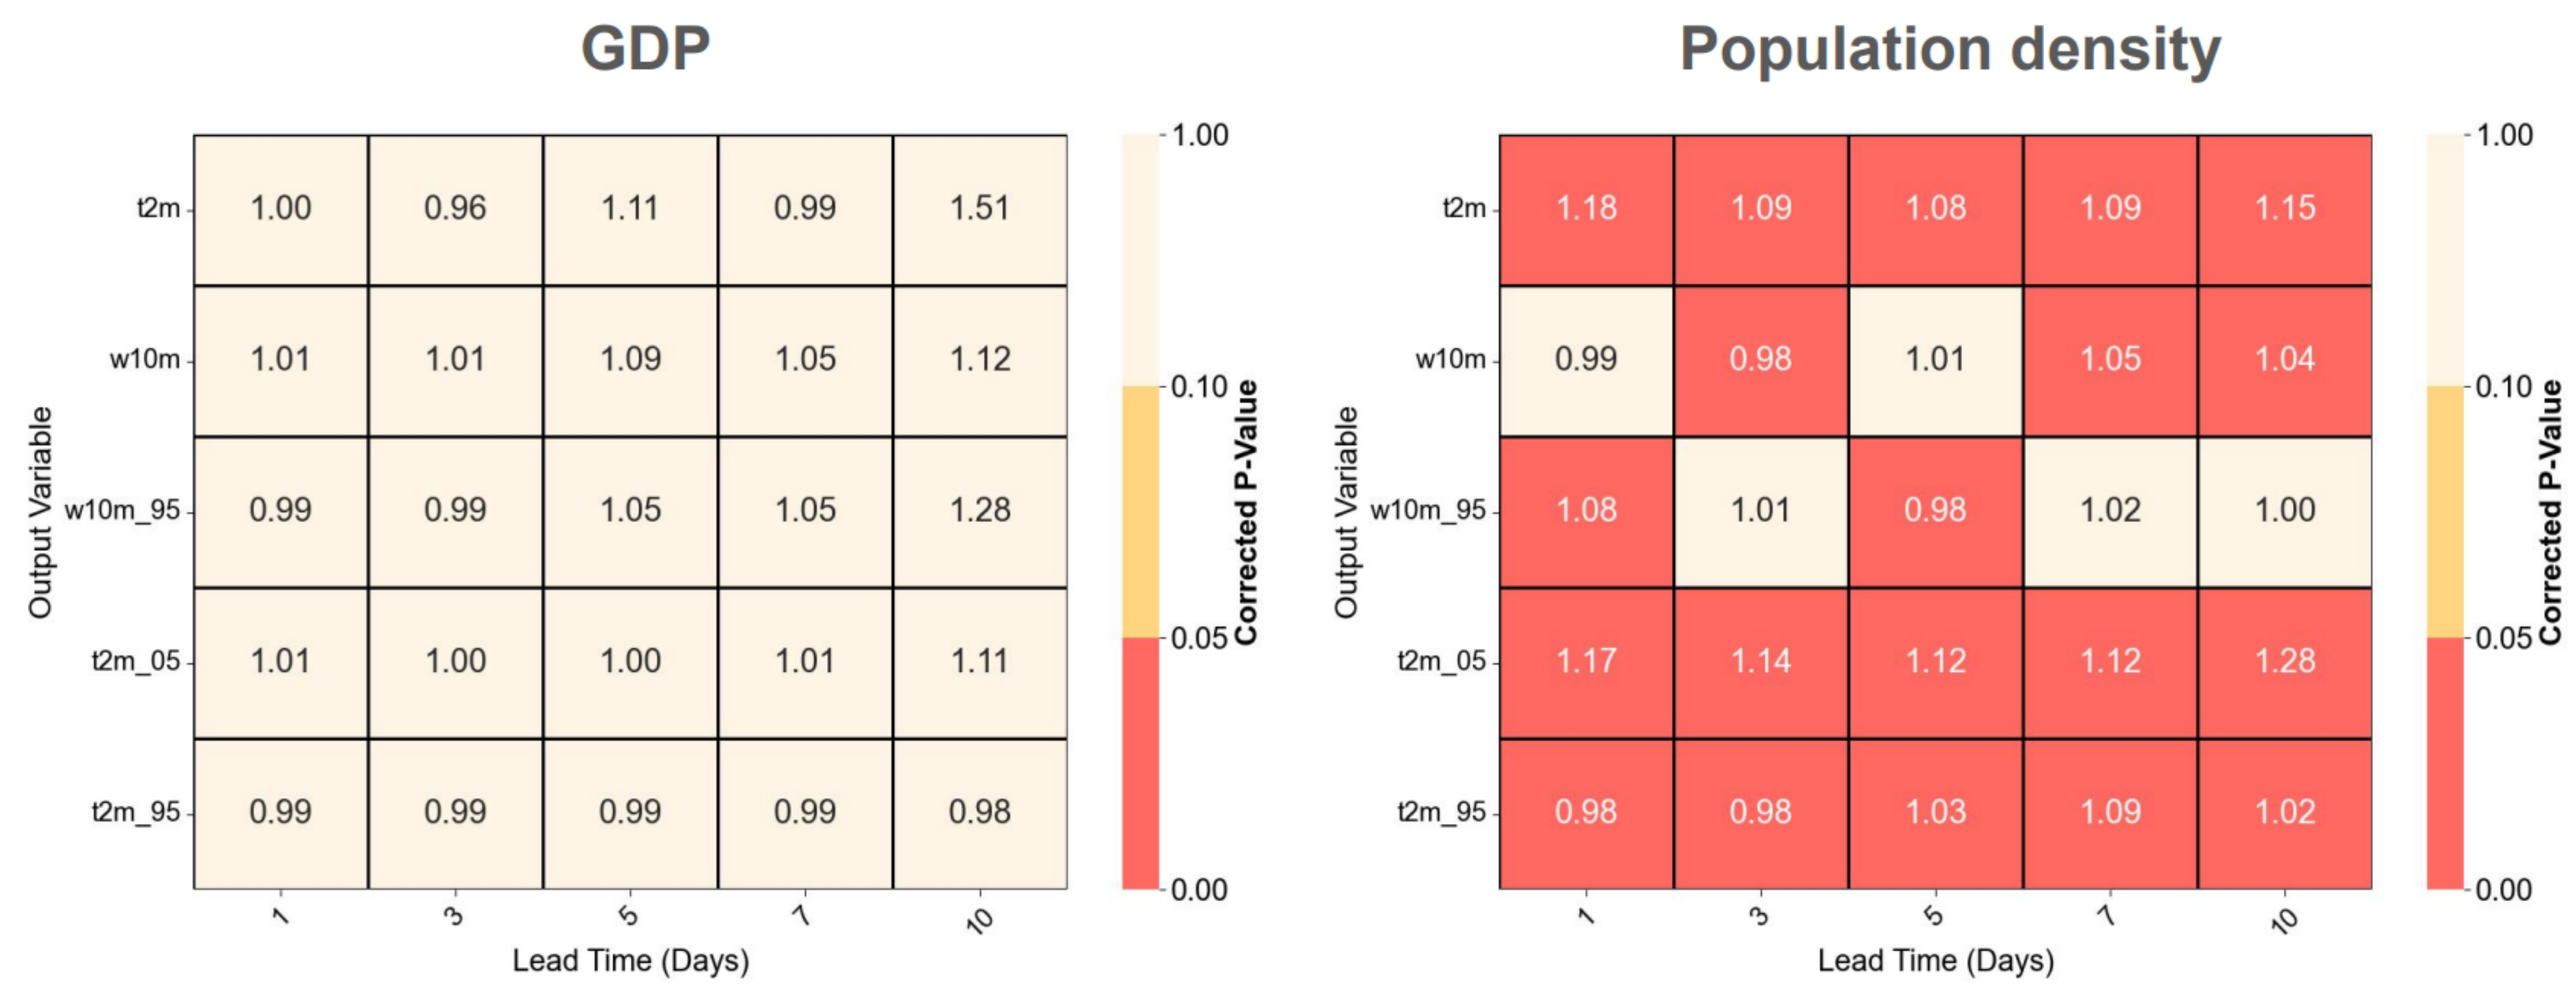 GDP
Population density
t2m 1.00 0.96 1.11 0.99 1.51
w10m 1.01 1.01 1.09 1.05 1.12
w10m_95 0.99 0.99 1.05 1.05 1.28
t2m_05 1.01 1.00 1.00 1.01 1.11
t2m_95 0.99 0.99 0.99 0.99 0.98
1 3 5 7 10
Lead Time (Days)
Output Variable
1.00
0.10
0.05
0.00
Corrected P-Value
t2m 1.18 1.09 1.08 1.09 1.15
w10m 0.99 0.98 1.01 1.05 1.04
w10m_95 1.08 1.01 0.98 1.02 1.00
t2m_05 1.17 1.14 1.12 1.12 1.28
t2m_95 0.98 0.98 1.03 1.09 1.02
1 3 5 7 10
Lead Time (Days)
Output Variable
1.00
0.10
0.05
0.00
Corrected P-Value